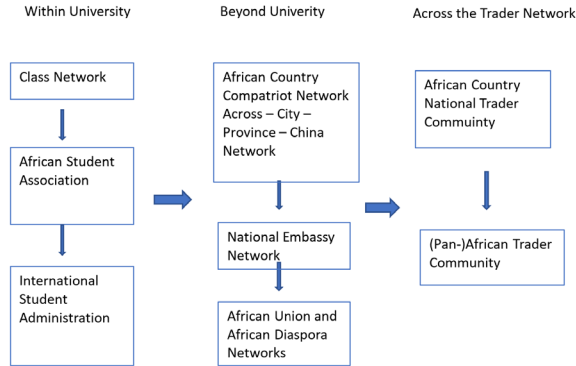 Within University
Class Network
African Student
Association
International
Student
Administration
Beyond Univerity
African Country
Compatriot Network
Across – City –
Province – China
Network
National Embassy
Network
African Union and
African Diaspora
Networks
Across the Trader Network
African Country
National Trader
Commuinty
(Pan-)African Trader
Community